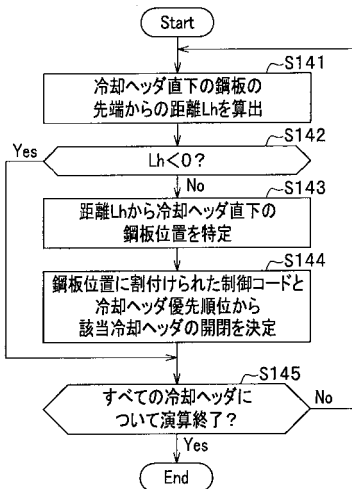 Start
S141
冷却ヘッダ直下の鋼板の
先端からの距離Lhを算出
S142
Lh<0?
Yes
No
S143
距離Lhから冷却ヘッダ直下の
鋼板位置を特定
S144
鋼板位置に割付けられた制御コードと
冷却ヘッダ優先順位から
該当冷却ヘッダの開閉を決定
S145
すべての冷却ヘッダに
ついて演算終了?
No
Yes
End